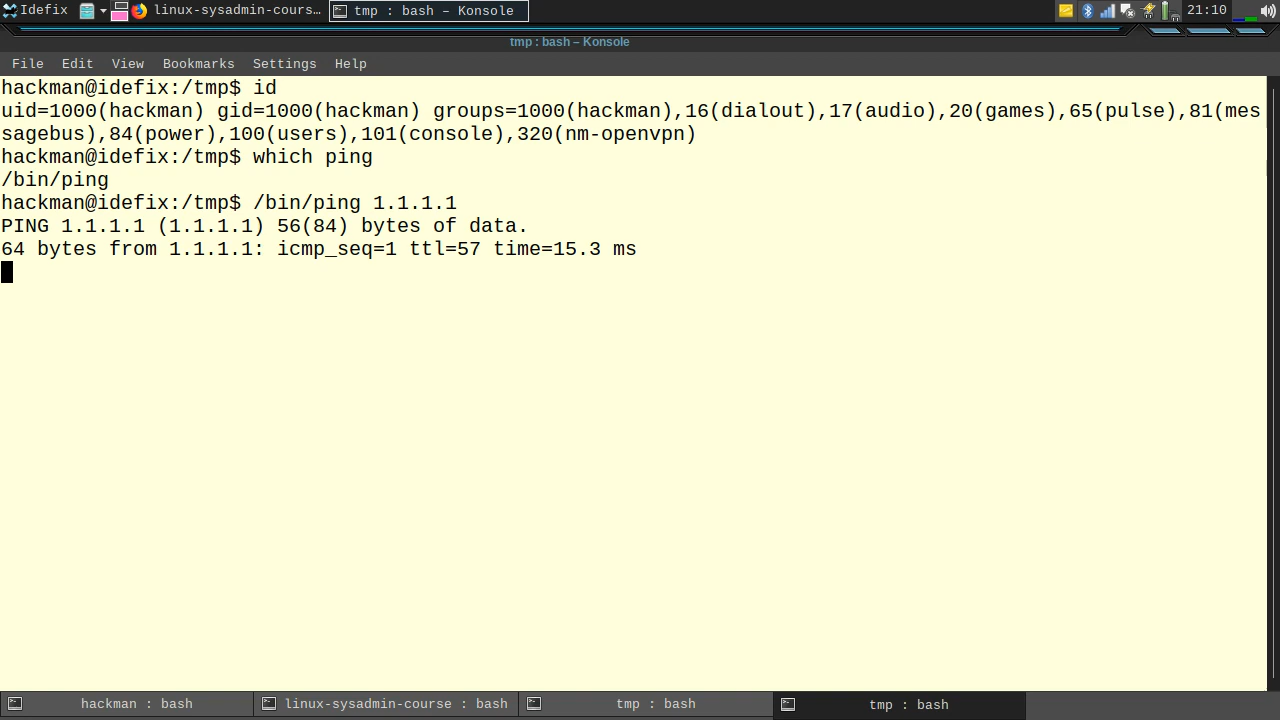 Idefix linux-sysadmin-cours… tmp : bash – Konsole 21:10
tmp : bash – Konsole
File Edit View Bookmarks Settings Help
hackman@idefix:/tmp$ id
uid=1000(hackman) gid=1000(hackman) groups=1000(hackman),16(dialout),17(audio),20(games),65(pulse),81(mes
sagebus),84(power),100(users),101(console),320(nm-openvpn)
hackman@idefix:/tmp$ which ping
/bin/ping
hackman@idefix:/tmp$ /bin/ping 1.1.1.1
PING 1.1.1.1 (1.1.1.1) 56(84) bytes of data.
64 bytes from 1.1.1.1: icmp_seq=1 ttl=57 time=15.3 ms
hackman : bash linux-sysadmin-course : bash tmp : bash tmp : bash